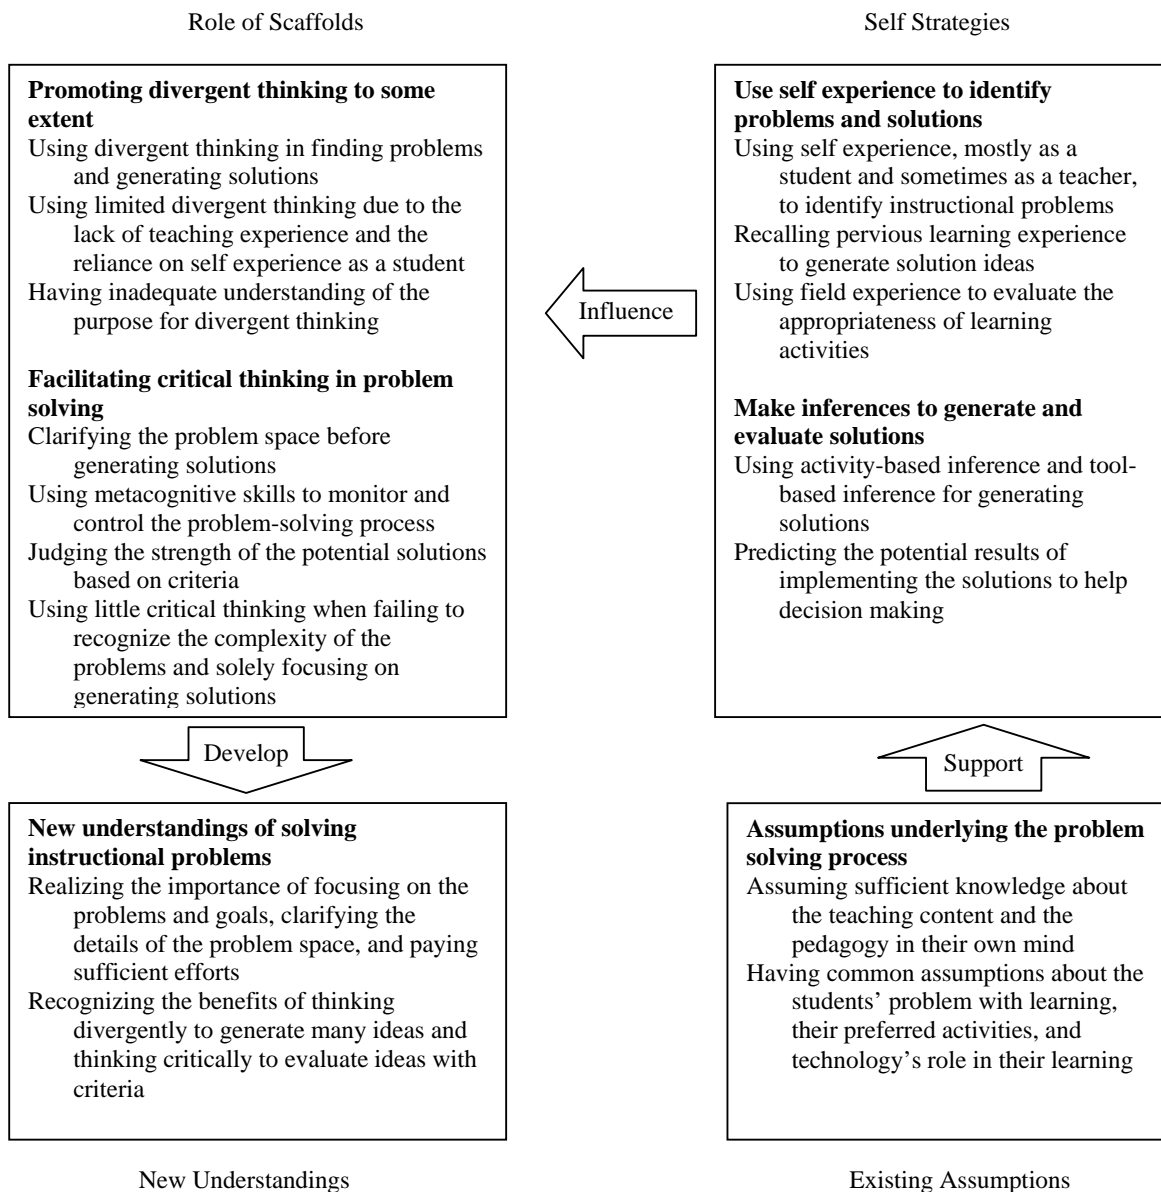 Role of Scaffolds
Promoting divergent thinking to some
extent
Using divergent thinking in finding problems
and generating solutions
Using limited divergent thinking due to the
lack of teaching experience and the
reliance on self experience as a student
Having inadequate understanding of the
purpose for divergent thinking
Facilitating critical thinking in problem
solving
Clarifying the problem space before
generating solutions
Using metacognitive skills to monitor and
control the problem-solving process
Judging the strength of the potential solutions
based on criteria
Using little critical thinking when failing to
recognize the complexity of the
problems and solely focusing on
generating solutions
Influence
Self Strategies
Use self experience to identify
problems and solutions
Using self experience, mostly as a
student and sometimes as a teacher,
to identify instructional problems
Recalling pervious learning experience
to generate solution ideas
Using field experience to evaluate the
appropriateness of learning
activities
Make inferences to generate and
evaluate solutions
Using activity-based inference and tool-
based inference for generating
solutions
Predicting the potential results of
implementing the solutions to help
decision making
Develop
Support
New understandings of solving
instructional problems
Realizing the importance of focusing on the
problems and goals, clarifying the
details of the problem space, and paying
sufficient efforts
Recognizing the benefits of thinking
divergently to generate many ideas and
thinking critically to evaluate ideas with
criteria
New Understandings
Assumptions underlying the problem
solving process
Assuming sufficient knowledge about
the teaching content and the
pedagogy in their own mind
Having common assumptions about the
students’ problem with learning,
their preferred activities, and
technology’s role in their learning
Existing Assumptions